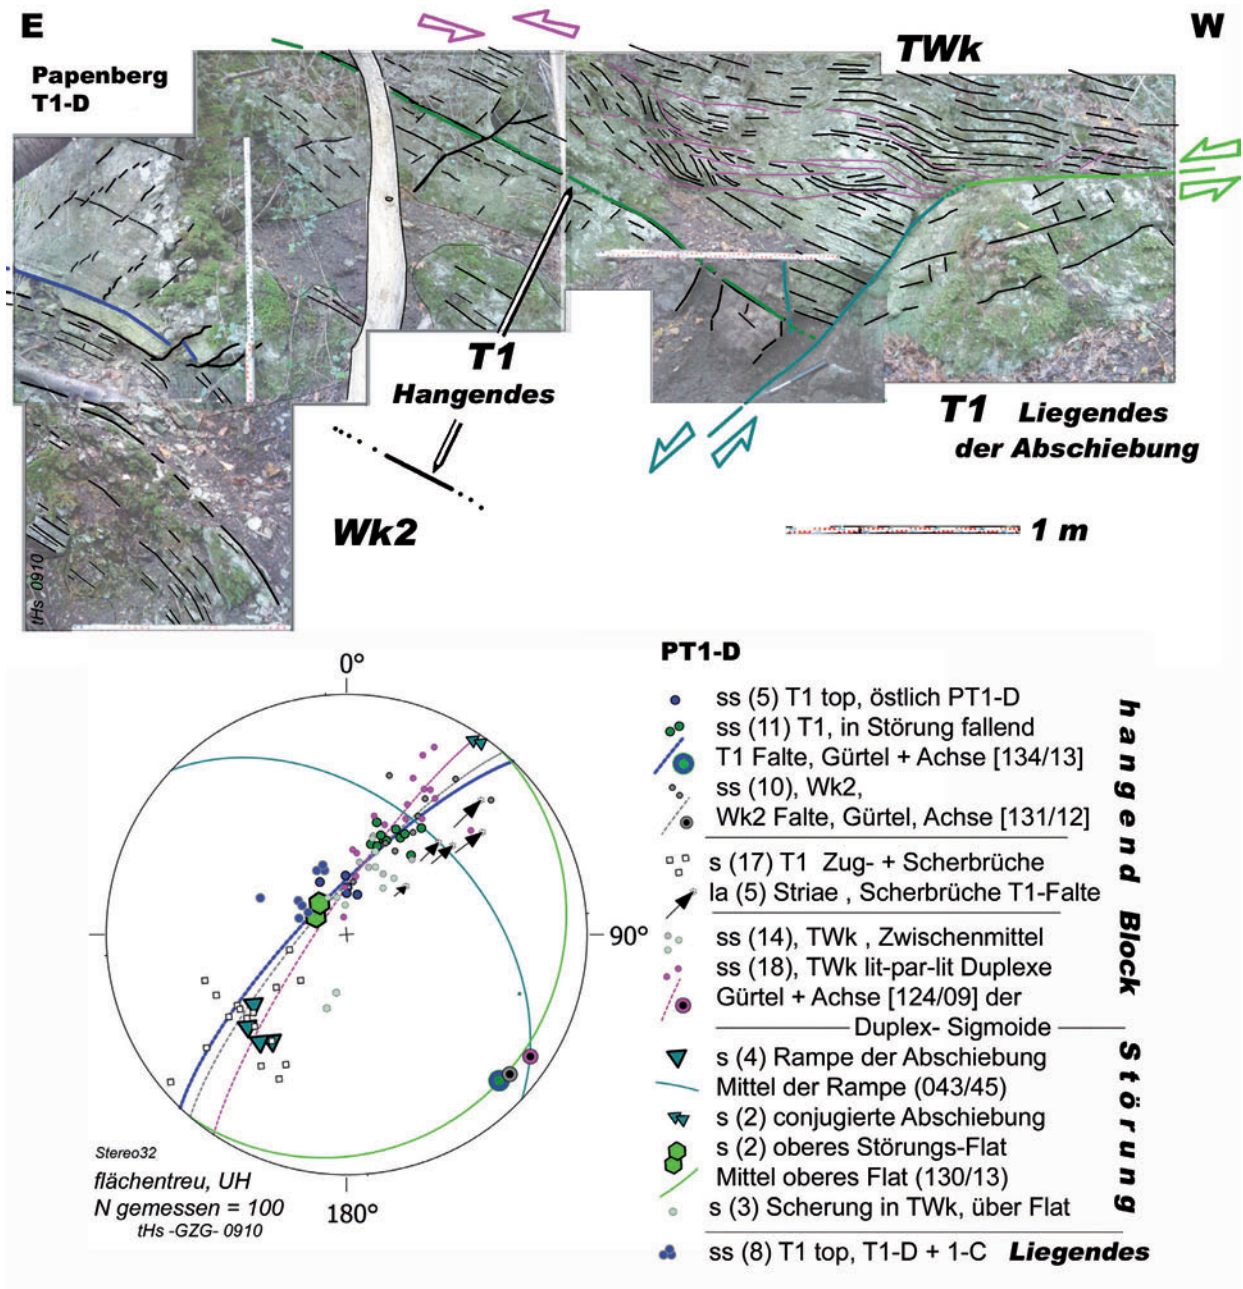 E
W
Papenberg
T1-D
TWk
T1
Hangendes
T1 Liegendes
der Abschiebung
Wk2
1 m
tHs 0910
0°
90°
180°
Stereo32
flächentreu, UH
N gemessen = 100
tHs -GZG- 0910
PT1-D
ss (5) T1 top, östlich PT1-D
ss (11) T1, in Störung fallend
T1 Falte, Gürtel + Achse [134/13]
ss (10), Wk2,
Wk2 Falte, Gürtel, Achse [131/12]
s (17) T1 Zug- + Scherbrüche
la (5) Striae , Scherbrüche T1-Falte
ss (14), TWk , Zwischenmittel
ss (18), TWk lit-par-lit Duplexe
Gürtel + Achse [124/09] der
Duplex- Sigmoide
s (4) Rampe der Abschiebung
Mittel der Rampe (043/45)
s (2) conjugierte Abschiebung
s (2) oberes Störungs-Flat
Mittel oberes Flat (130/13)
s (3) Scherung in TWk, über Flat
ss (8) T1 top, T1-D + 1-C Liegendes
hangend Block
Störung